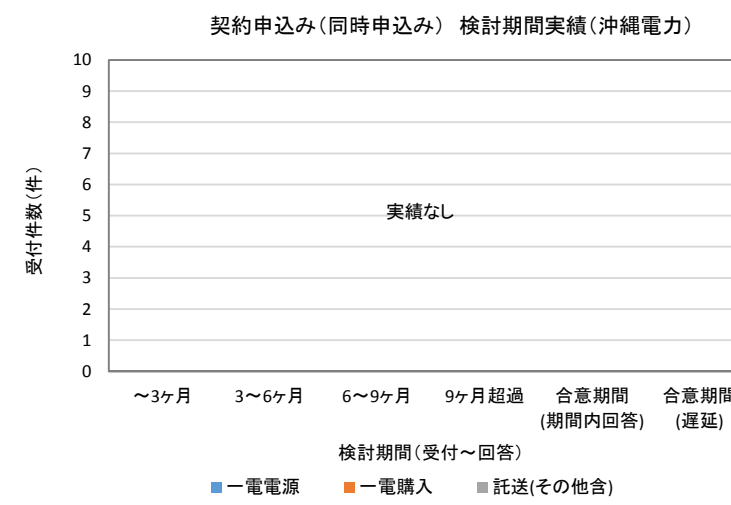 契約申込み（同時申込み） 検討期間実績（沖縄電力）
10
9
8
7
6
5
4
3
2
1
0
受付件数（件）
実績なし
～3ヶ月 3～6ヶ月 6～9ヶ月 9ヶ月超過 合意期間 合意期間
(期間内回答) (遅延)
検討期間（受付～回答）
一電電源 一電購入 託送(その他含)